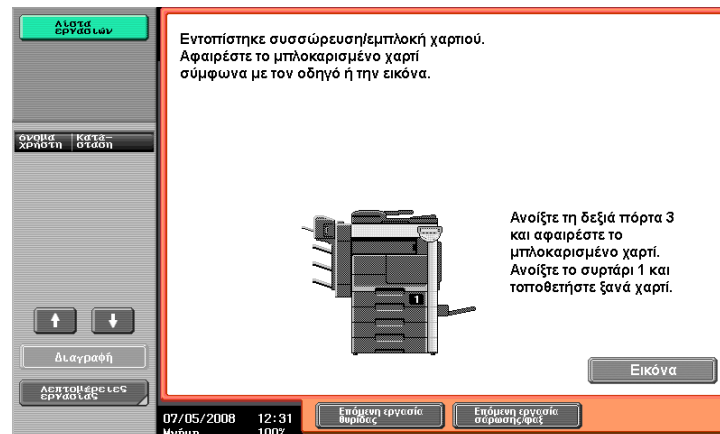 Λίστα
εργασιών
Εντοπίστηκε συσσώρευση/εμπλοκή χαρτιού.
Αφαιρέστε το μπλοκαρισμένο χαρτί
σύμφωνα με τον οδηγό ή την εικόνα.
όνομα Κατά-
χρήστη σταση
Ανοίξτε τη δεξιά πόρτα 3
και αφαιρέστε το
μπλοκαρισμένο χαρτί.
Ανοίξτε το συρτάρι 1 και
τοποθετήστε ξανά χαρτί.
1
Διαγραφή
Εικόνα
Λεπτομέρειες
εργασίας
07/05/2008 12:31
Μνήμη 100%
Επόμενη εργασία
θυρίδας
Επόμενη εργασία
σάρωσης/φαξ